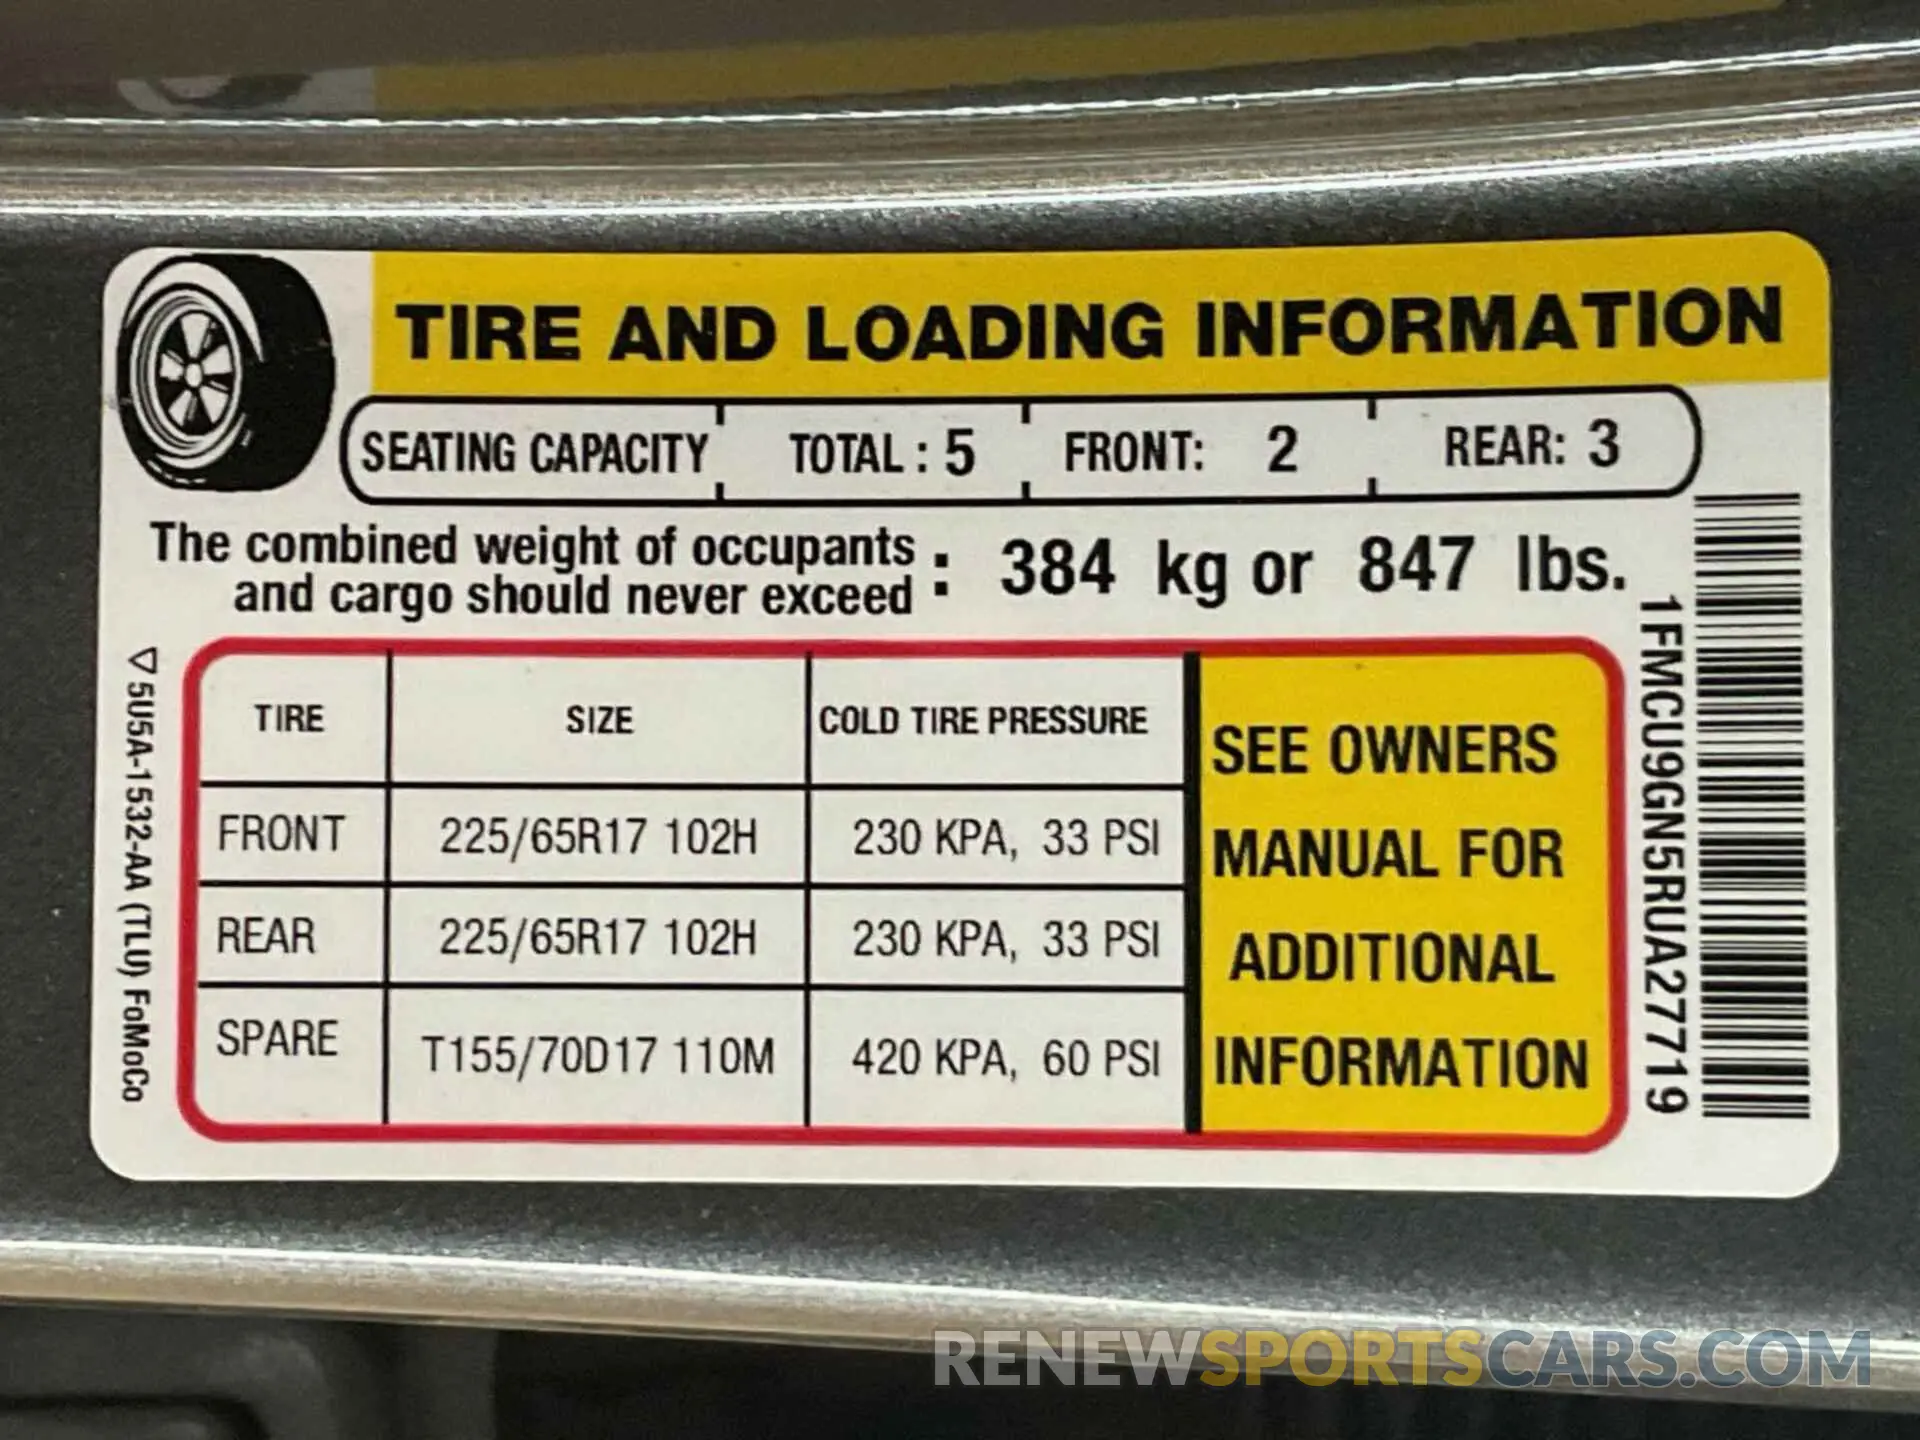 TIRE AND LOADING INFORMATION
SEATING CAPACITY TOTAL : 5 FRONT: 2 REAR: 3
The combined weight of occupants
and cargo should never exceed : 384 kg or 847 lbs.
TIRE SIZE COLD TIRE PRESSURE
FRONT 225/65R17 102H 230 KPA, 33 PSI
REAR 225/65R17 102H 230 KPA, 33 PSI
SPARE T155/70D17 110M 420 KPA, 60 PSI
SEE OWNERS
MANUAL FOR
ADDITIONAL
INFORMATION
5U5A-1532-AA (TLU) FoMoCo
1FMCU9GN5RUA27719
RENEWSPORTSCARS.COM